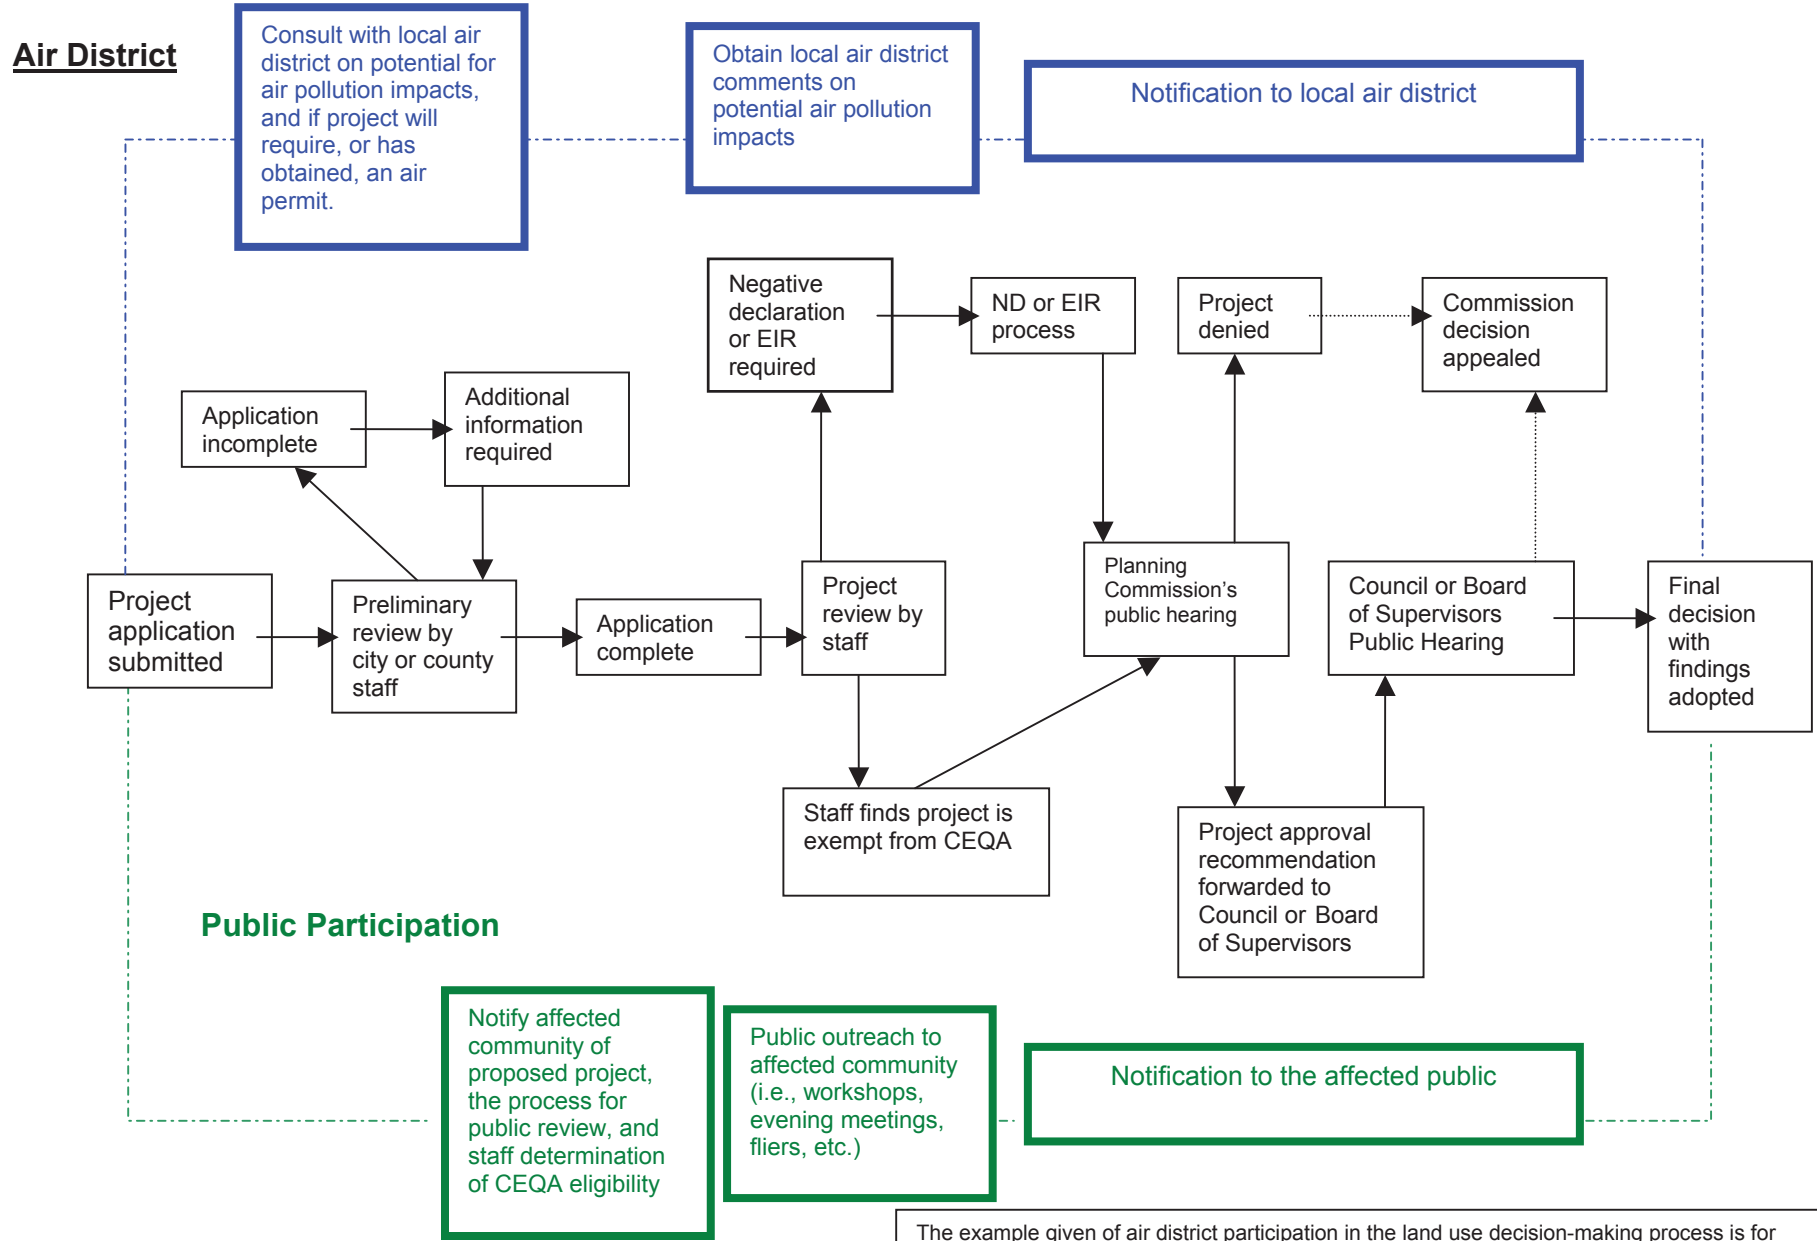 Air District
Consult with local air
district on potential for
air pollution impacts,
and if project will
require, or has
obtained, an air
permit.
Obtain local air district
comments on
potential air pollution
impacts
Notification to local air district
Negative
declaration
or EIR
required
ND or EIR
process
Project
denied
Commission
decision
appealed
Application
incomplete
Additional
information
required
Project
application
submitted
Preliminary
review by
city or county
staff
Application
complete
Project
review by
staff
Planning
Commission's
public hearing
Council or Board
of Supervisors
Public Hearing
Final
decision
with
findings
adopted
Staff finds project is
exempt from CEQA
Project approval
recommendation
forwarded to
Council or Board
of Supervisors
Public Participation
Notify affected
community of
proposed project,
the process for
public review, and
staff determination
of CEQA eligibility
Public outreach to
affected community
(i.e., workshops,
evening meetings,
fliers, etc.)
Notification to the affected public
The example given of air district participation in the land use decision-making process is for